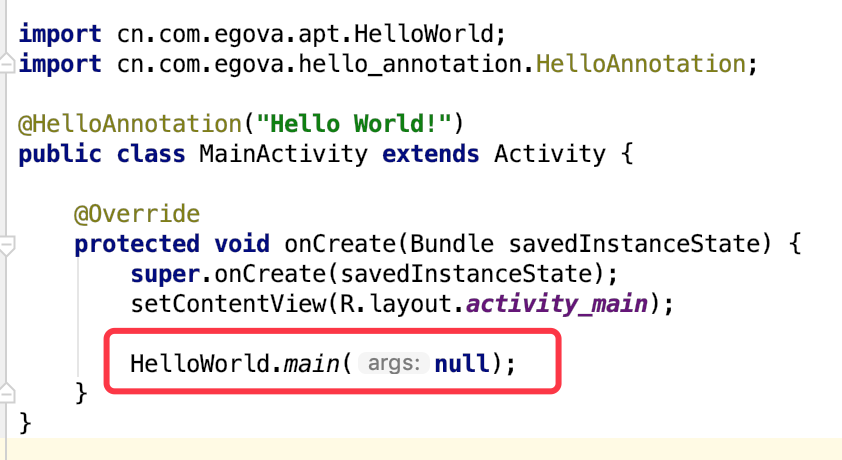 import cn.com.egova.apt.HelloWorld;
import cn.com.egova.hello_annotation.HelloAnnotation;
@HelloAnnotation("Hello World!")
public class MainActivity extends Activity {
@Override
protected void onCreate(Bundle savedInstanceState) {
super.onCreate(savedInstanceState);
setContentView(R.layout.activity_main);
HelloWorld.main( args: null);
}
}